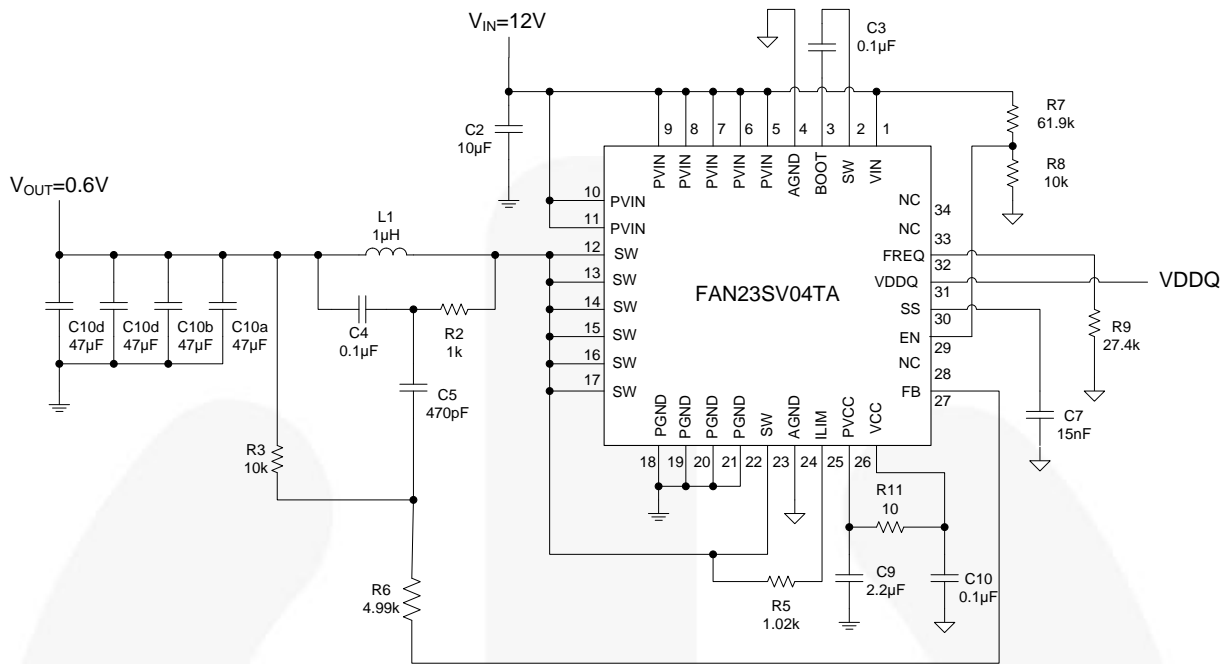 V_IN=12V
C3
0.1µF
C2
10µF
R7
61.9k
R8
10k
9 8 7 6 5 4 3 2 1
PVIN PVIN PVIN PVIN PVIN AGND BOOT SW VIN
V_OUT=0.6V
10 PVIN
11 PVIN
12 SW
13 SW
14 SW
15 SW
16 SW
17 SW
L1
1µH
FAN23SV04TA
NC 34
NC 33
FREQ 32
VDDQ 31
SS 30
EN 29
NC 28
FB 27
VDDQ
C10d
47µF
C10d
47µF
C10b
47µF
C10a
47µF
C4
0.1µF
R2
1k
R9
27.4k
C5
470pF
C7
15nF
R3
10k
PGND PGND PGND PGND SW AGND ILIM PVCC VCC
18 19 20 21 22 23 24 25 26
R11
10
R6
4.99k
R5
1.02k
C9
2.2µF
C10
0.1µF